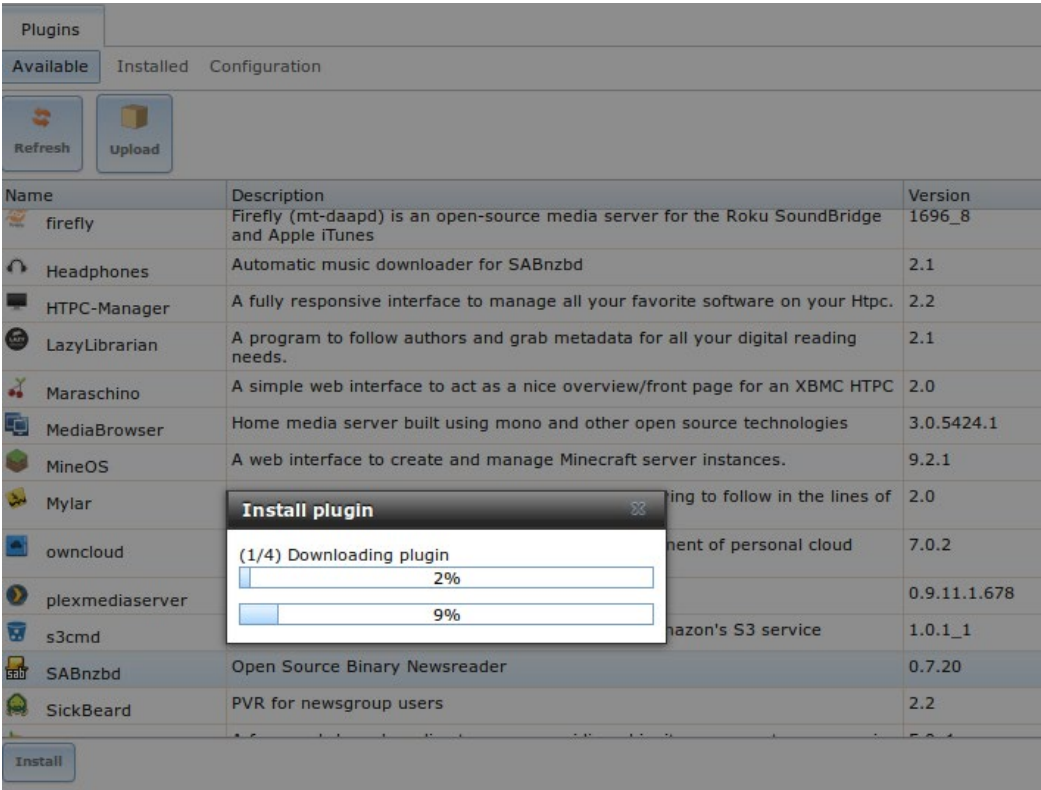 Plugins
Available Installed Configuration
Refresh Upload
Name Description Version
firefly Firefly (mt-daapd) is an open-source media server for the Roku SoundBridge 1696_8
and Apple iTunes
Headphones Automatic music downloader for SABnzbd 2.1
HTPC-Manager A fully responsive interface to manage all your favorite software on your Htpc. 2.2
LazyLibrarian A program to follow authors and grab metadata for all your digital reading 2.1
needs.
Maraschino A simple web interface to act as a nice overview/front page for an XBMC HTPC 2.0
MediaBrowser Home media server built using mono and other open source technologies 3.0.5424.1
MineOS A web interface to create and manage Minecraft server instances. 9.2.1
Mylar to follow in the lines of 2.0
owncloud of personal cloud 7.0.2
plexmediaserver 0.9.11.1.678
s3cmd S3 service 1.0.1_1
Install plugin
(1/4) Downloading plugin
2%
9%
SABnzbd Open Source Binary Newsreader 0.7.20
SickBeard PVR for newsgroup users 2.2
Install